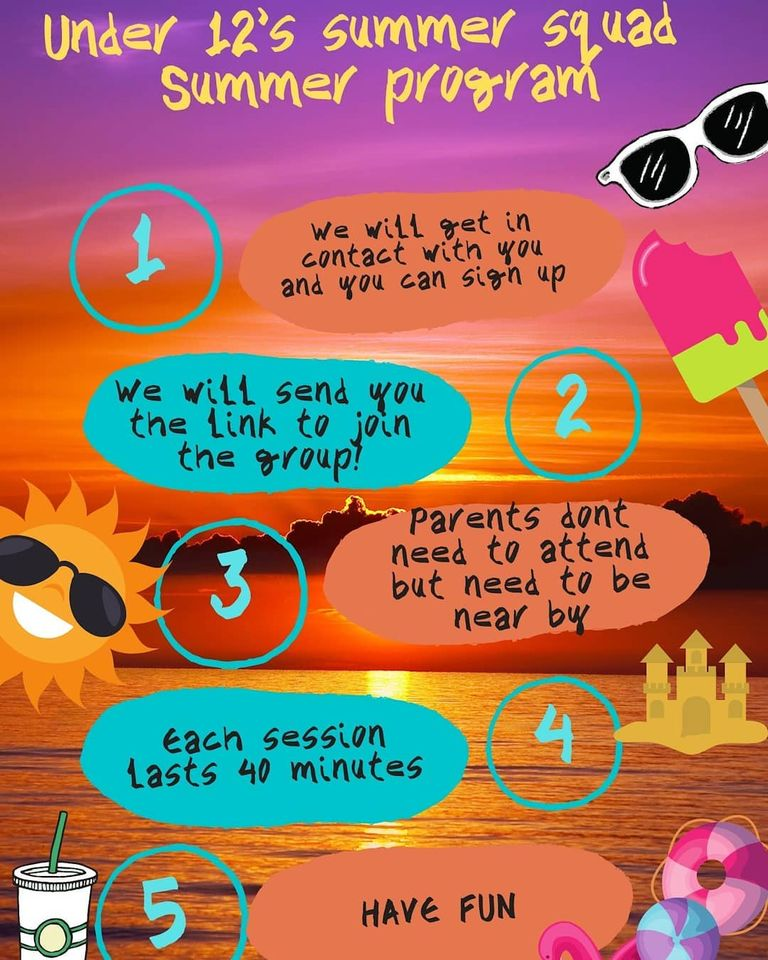 Under 12's summer squad
Summer program
1
We will get in
contact with you
and you can sign up
We will send you
the link to join
the group!
2
3
Parents dont
need to attend
but need to be
near by
Each session
lasts 40 minutes
4
5
HAVE FUN